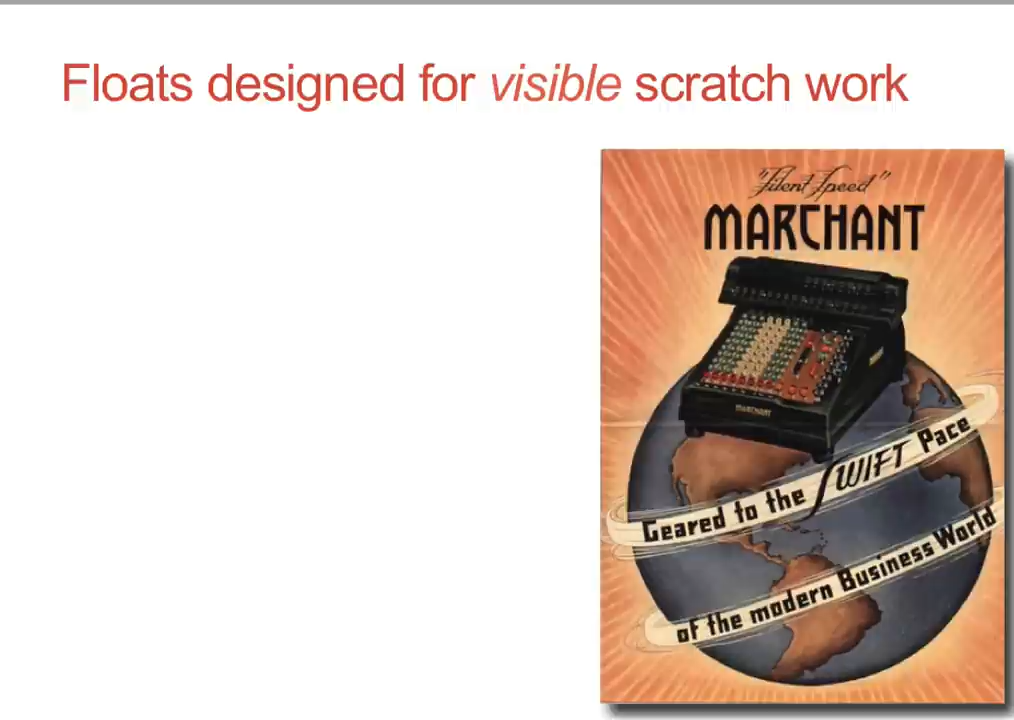 Floats designed for visible scratch work
"Silent Speed"
MARCHANT
MARCHANT
Geared to the SWIFT Pace
of the modern Business World